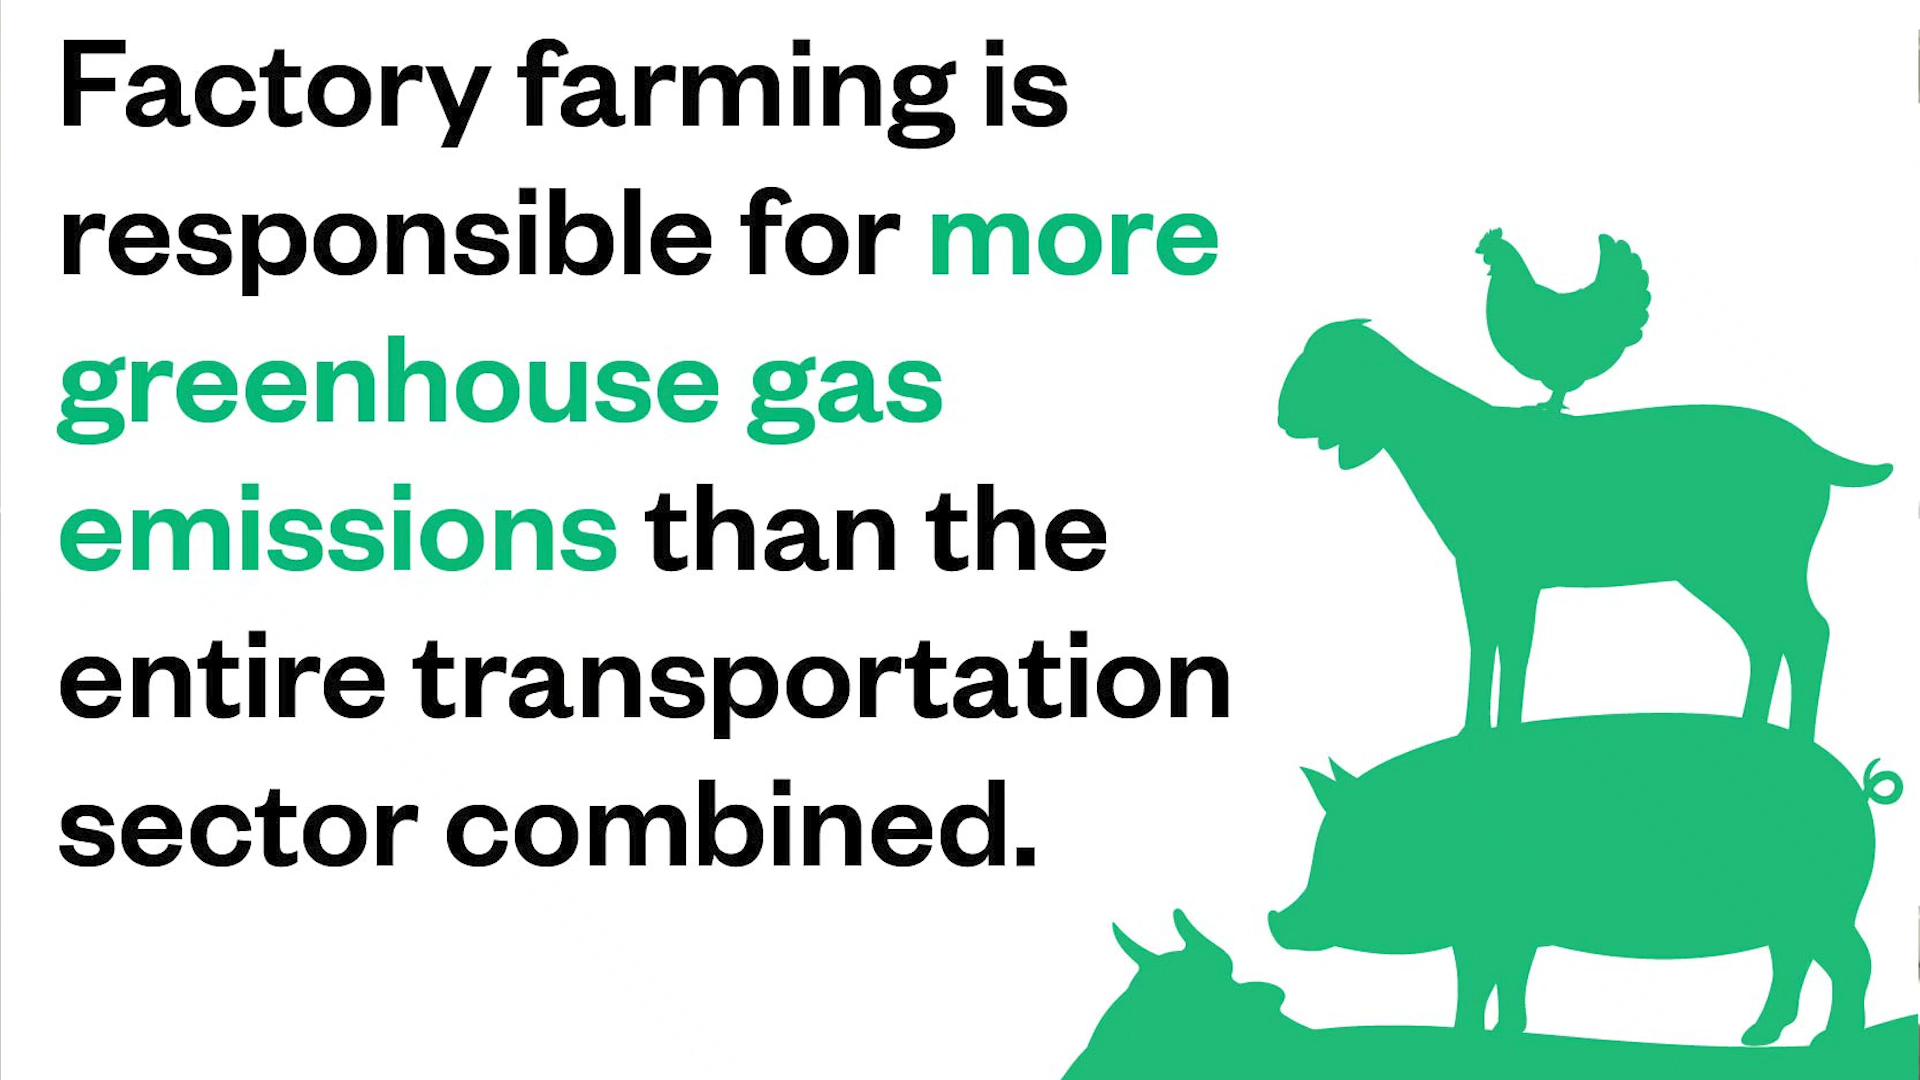 Factory farming is
responsible for more
greenhouse gas
emissions than the
entire transportation
sector combined.